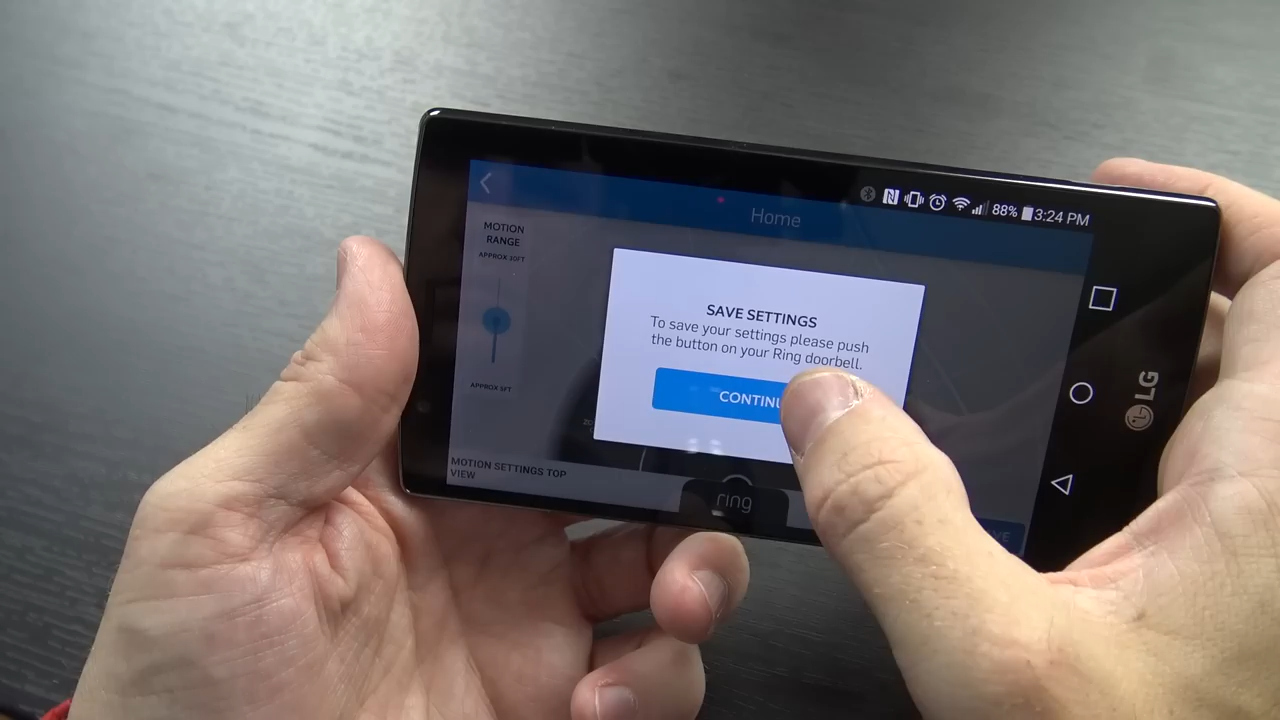 88% 3:24 PM
Home
MOTION
RANGE
APPROX 30FT
SAVE SETTINGS
To save your settings please push
the button on your Ring doorbell.
CONTINU
APPROX 5FT
MOTION SETTINGS TOP
VIEW
ring
LG